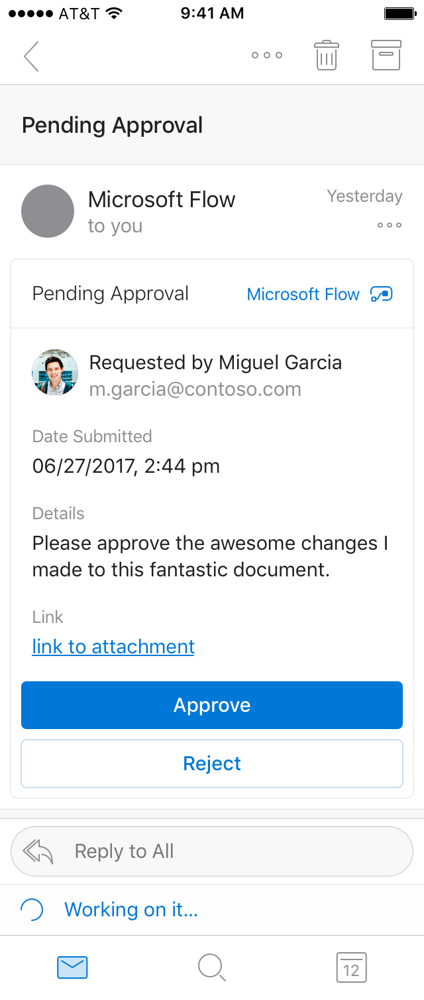 AT&T 9:41 AM
Pending Approval
Microsoft Flow Yesterday
to you
Pending Approval Microsoft Flow
Requested by Miguel Garcia
m.garcia@contoso.com
Date Submitted
06/27/2017, 2:44 pm
Details
Please approve the awesome changes I
made to this fantastic document.
Link
link to attachment
Approve
Reject
Reply to All
Working on it...
12